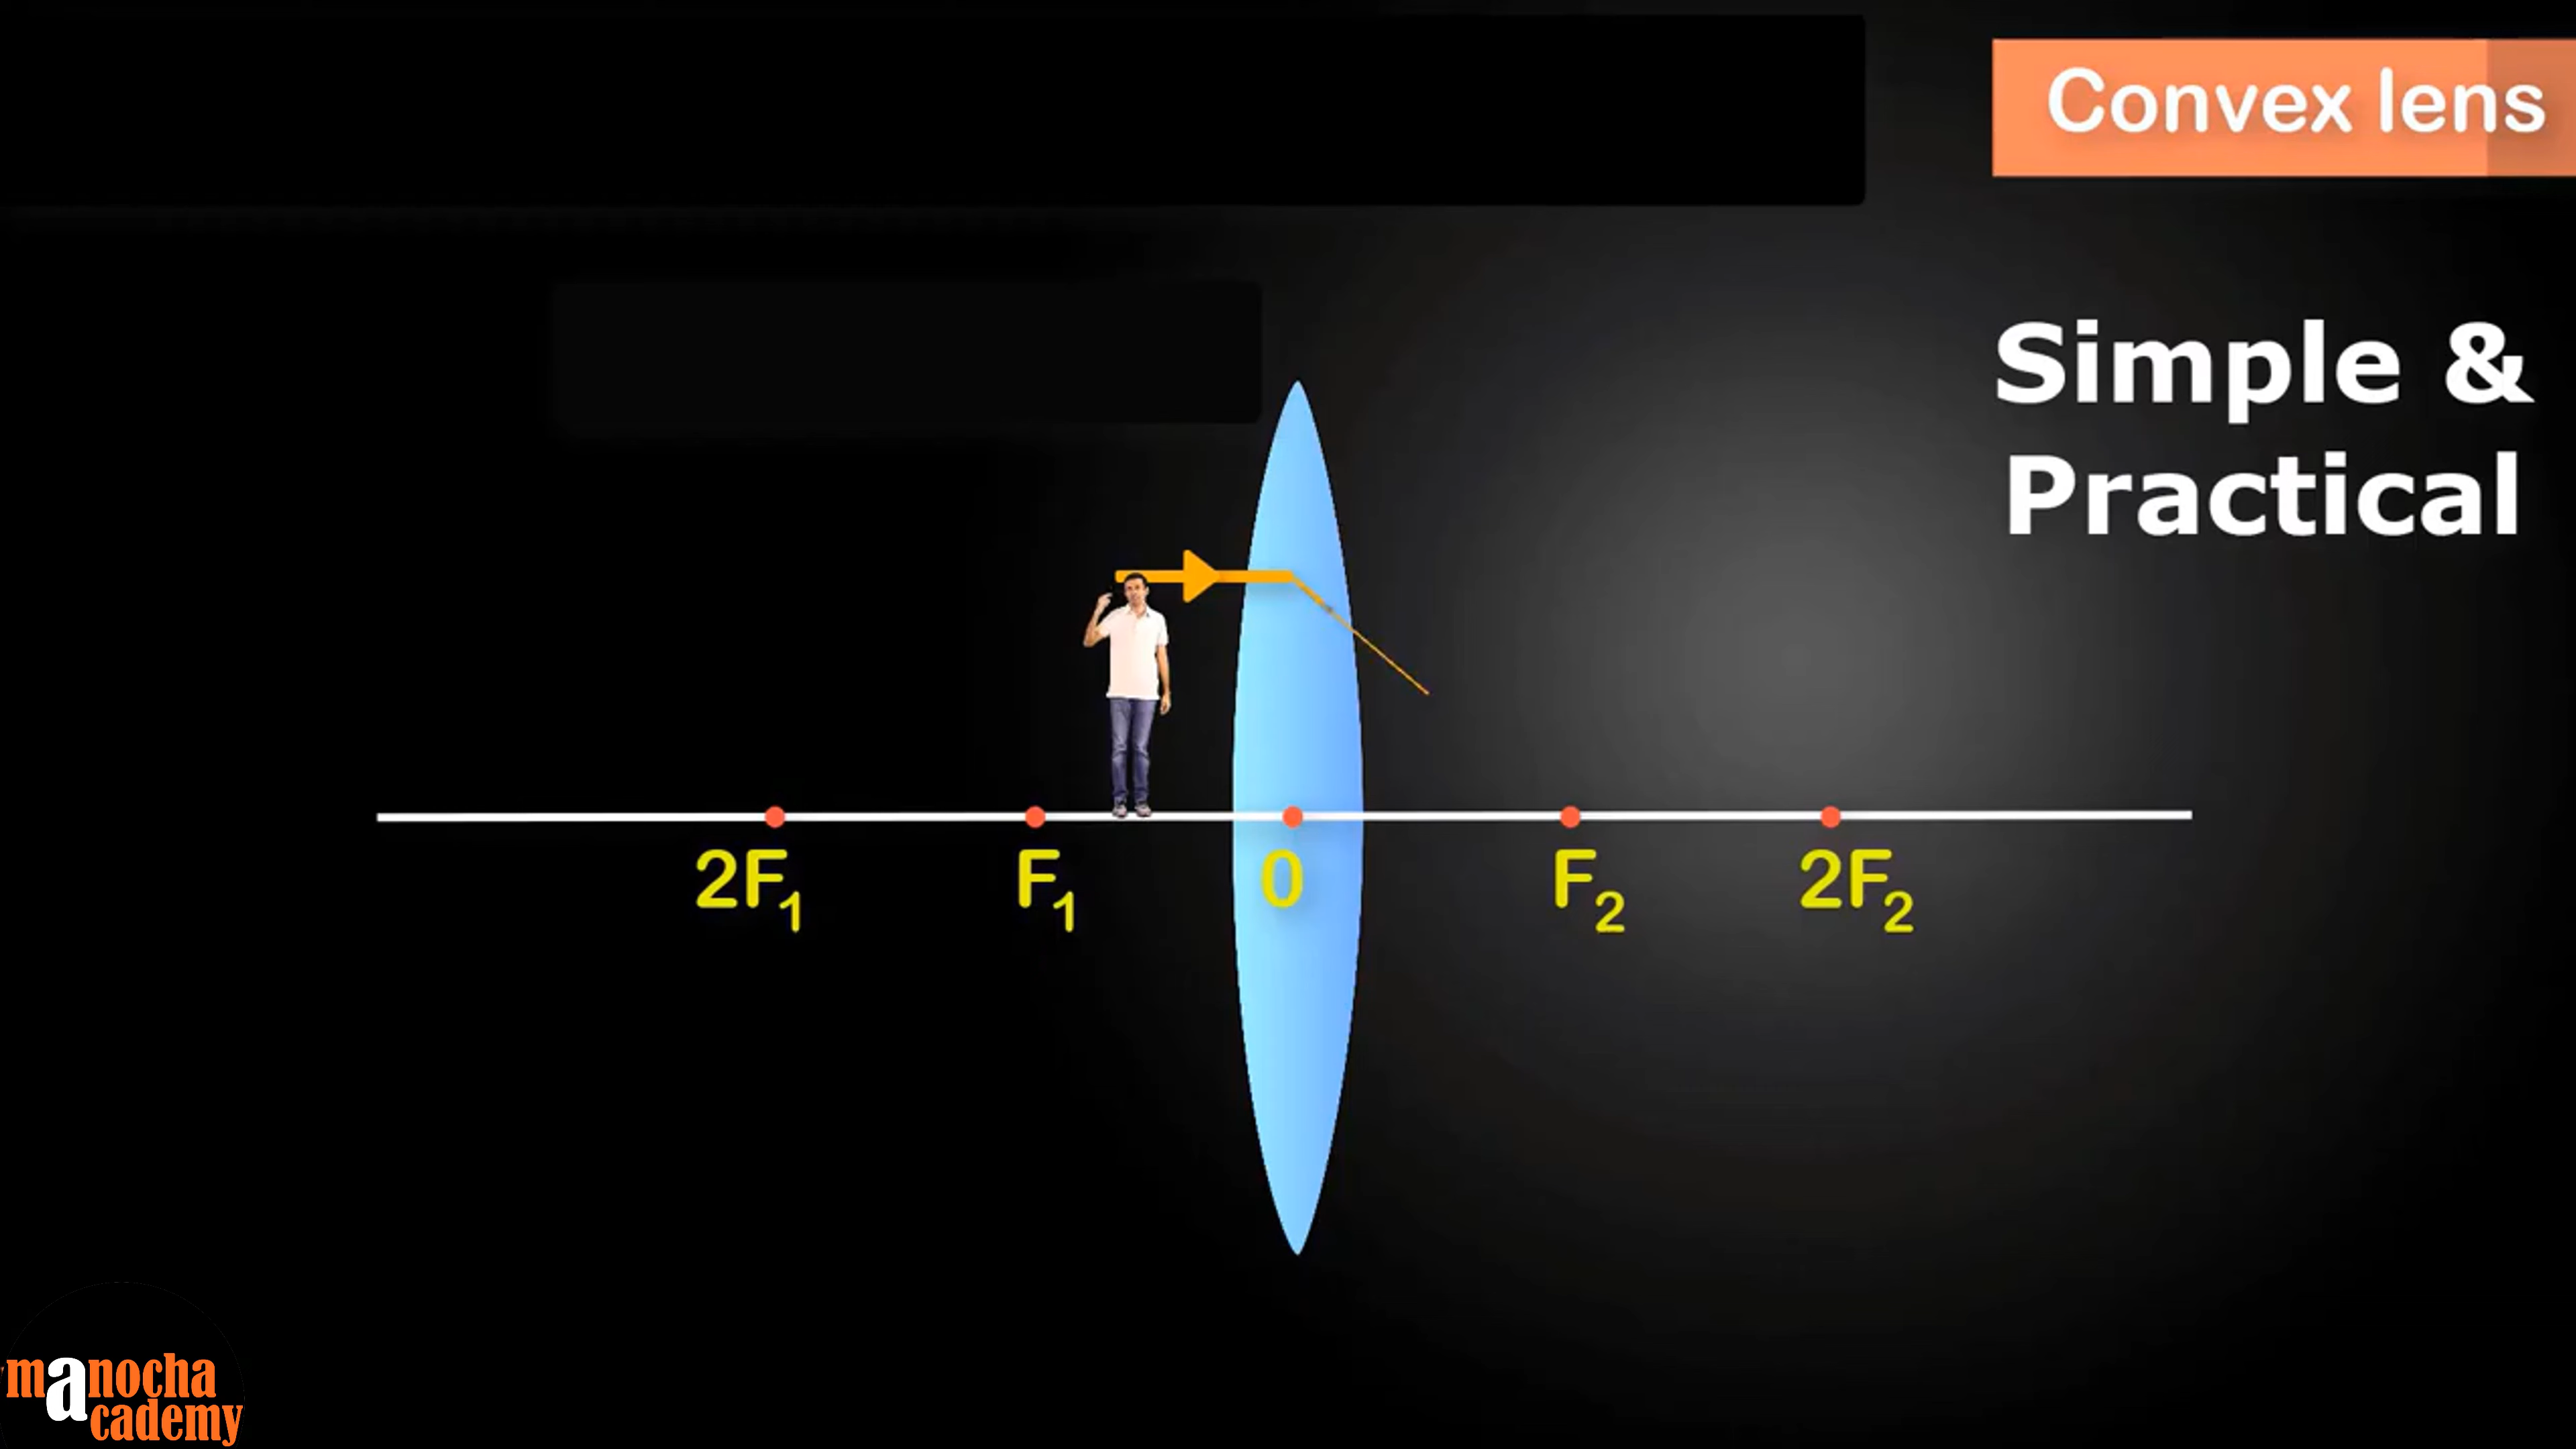 Convex lens
Simple &
Practical
2F₁
F₁
0
F₂
2F₂
manocha
academy